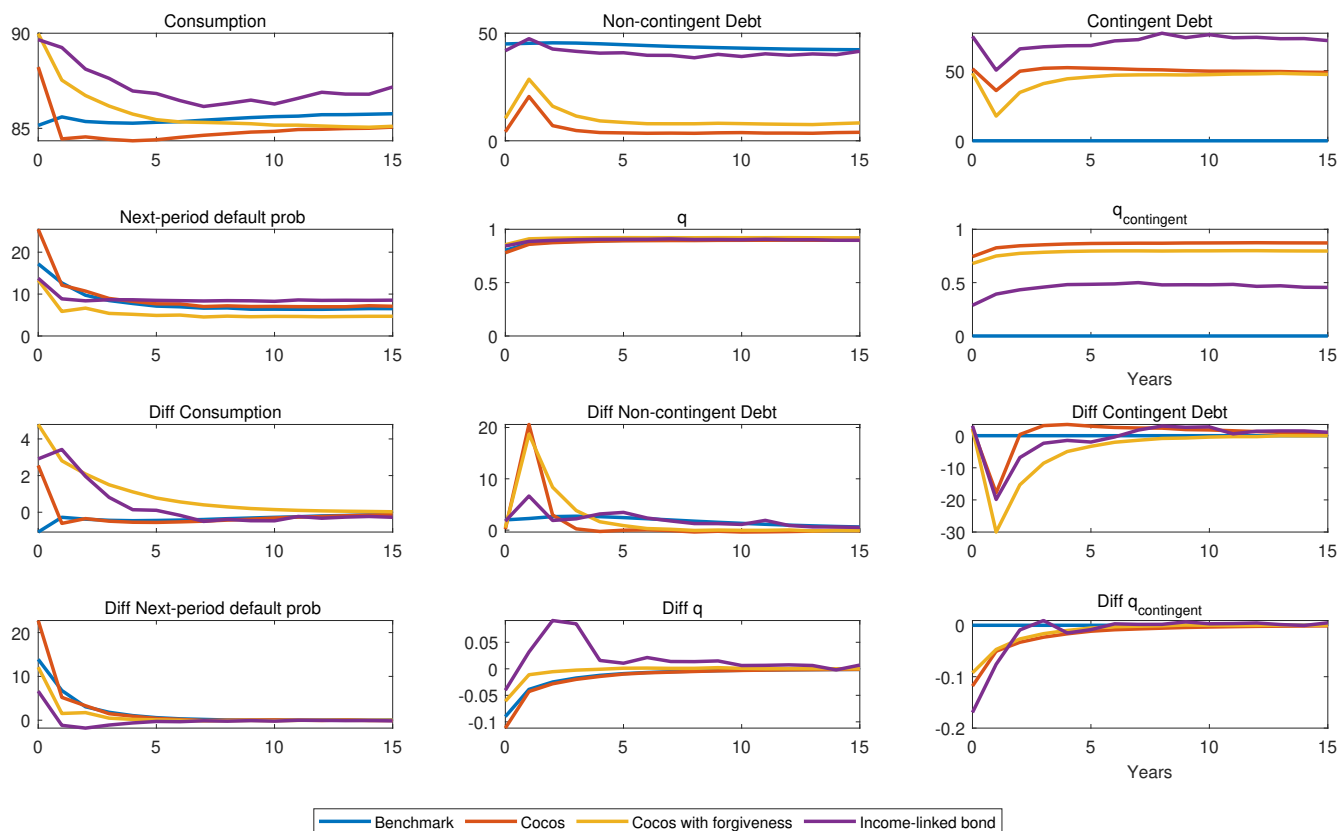 Consumption
Non-contingent Debt
Contingent Debt
90
85
0 5 10 15
50
0
0 5 10 15
50
0
0 5 10 15
Next-period default prob
q
q_contingent
20
10
0
0 5 10 15
1
0.5
0
0 5 10 15
1
0.5
0
0 5 10 15
Years
Diff Consumption
Diff Non-contingent Debt
Diff Contingent Debt
4
2
0
0 5 10 15
20
10
0
0 5 10 15
0
-10
-20
-30
0 5 10 15
Diff Next-period default prob
Diff q
Diff q_contingent
20
10
0
0 5 10 15
0.05
0
-0.05
-0.1
0 5 10 15
0
-0.1
-0.2
0 5 10 15
Years
Benchmark Cocos Cocos with forgiveness Income-linked bond